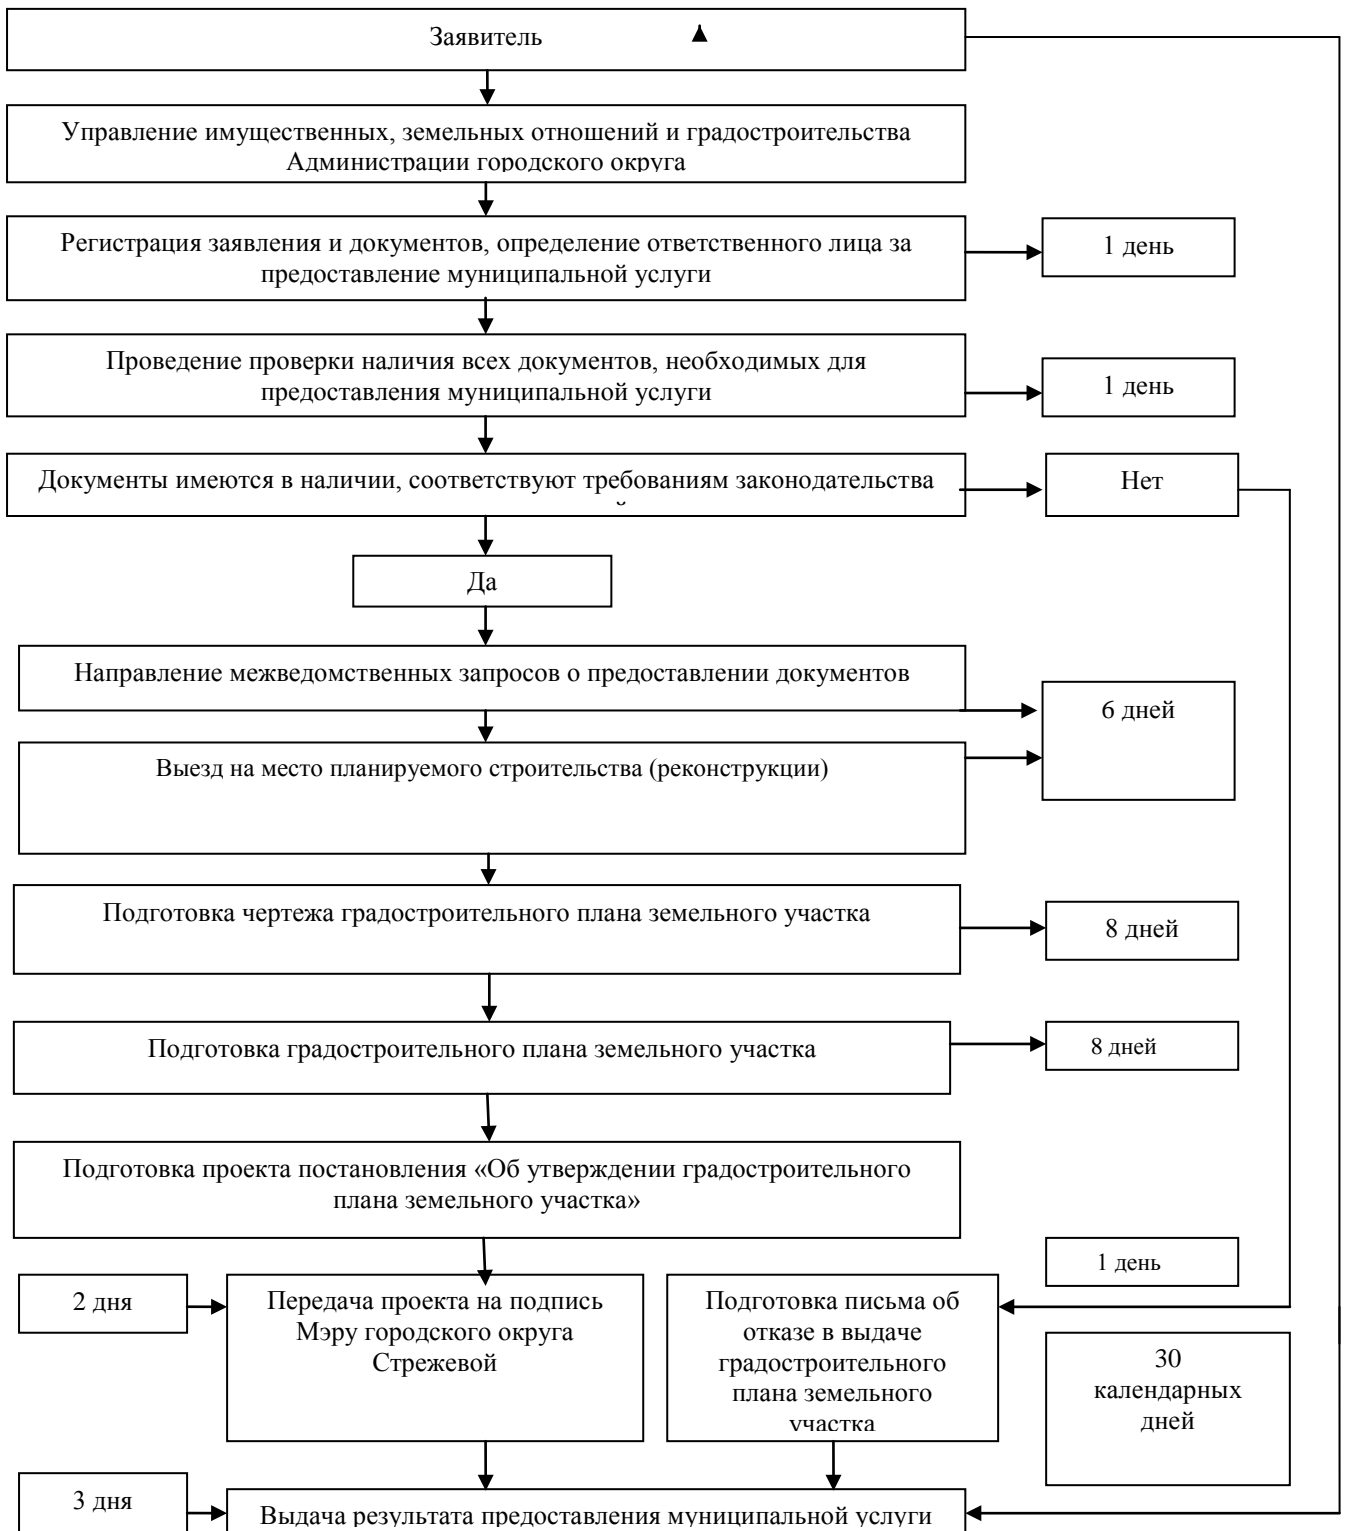 Заявитель
Управление имущественных, земельных отношений и градостроительства
Администрации городского округа
Регистрация заявления и документов, определение ответственного лица за
предоставление муниципальной услуги
1 день
Проведение проверки наличия всех документов, необходимых для
предоставления муниципальной услуги
1 день
Документы имеются в наличии, соответствуют требованиям законодательства
Нет
Да
Направление межведомственных запросов о предоставлении документов
6 дней
Выезд на место планируемого строительства (реконструкции)
Подготовка чертежа градостроительного плана земельного участка
8 дней
Подготовка градостроительного плана земельного участка
8 дней
Подготовка проекта постановления «Об утверждении градостроительного
плана земельного участка»
1 день
2 дня
Передача проекта на подпись
Мэру городского округа
Стрежевой
Подготовка письма об
отказе в выдаче
градостроительного
плана земельного
участка
30
календарных
дней
3 дня
Выдача результата предоставления муниципальной услуги